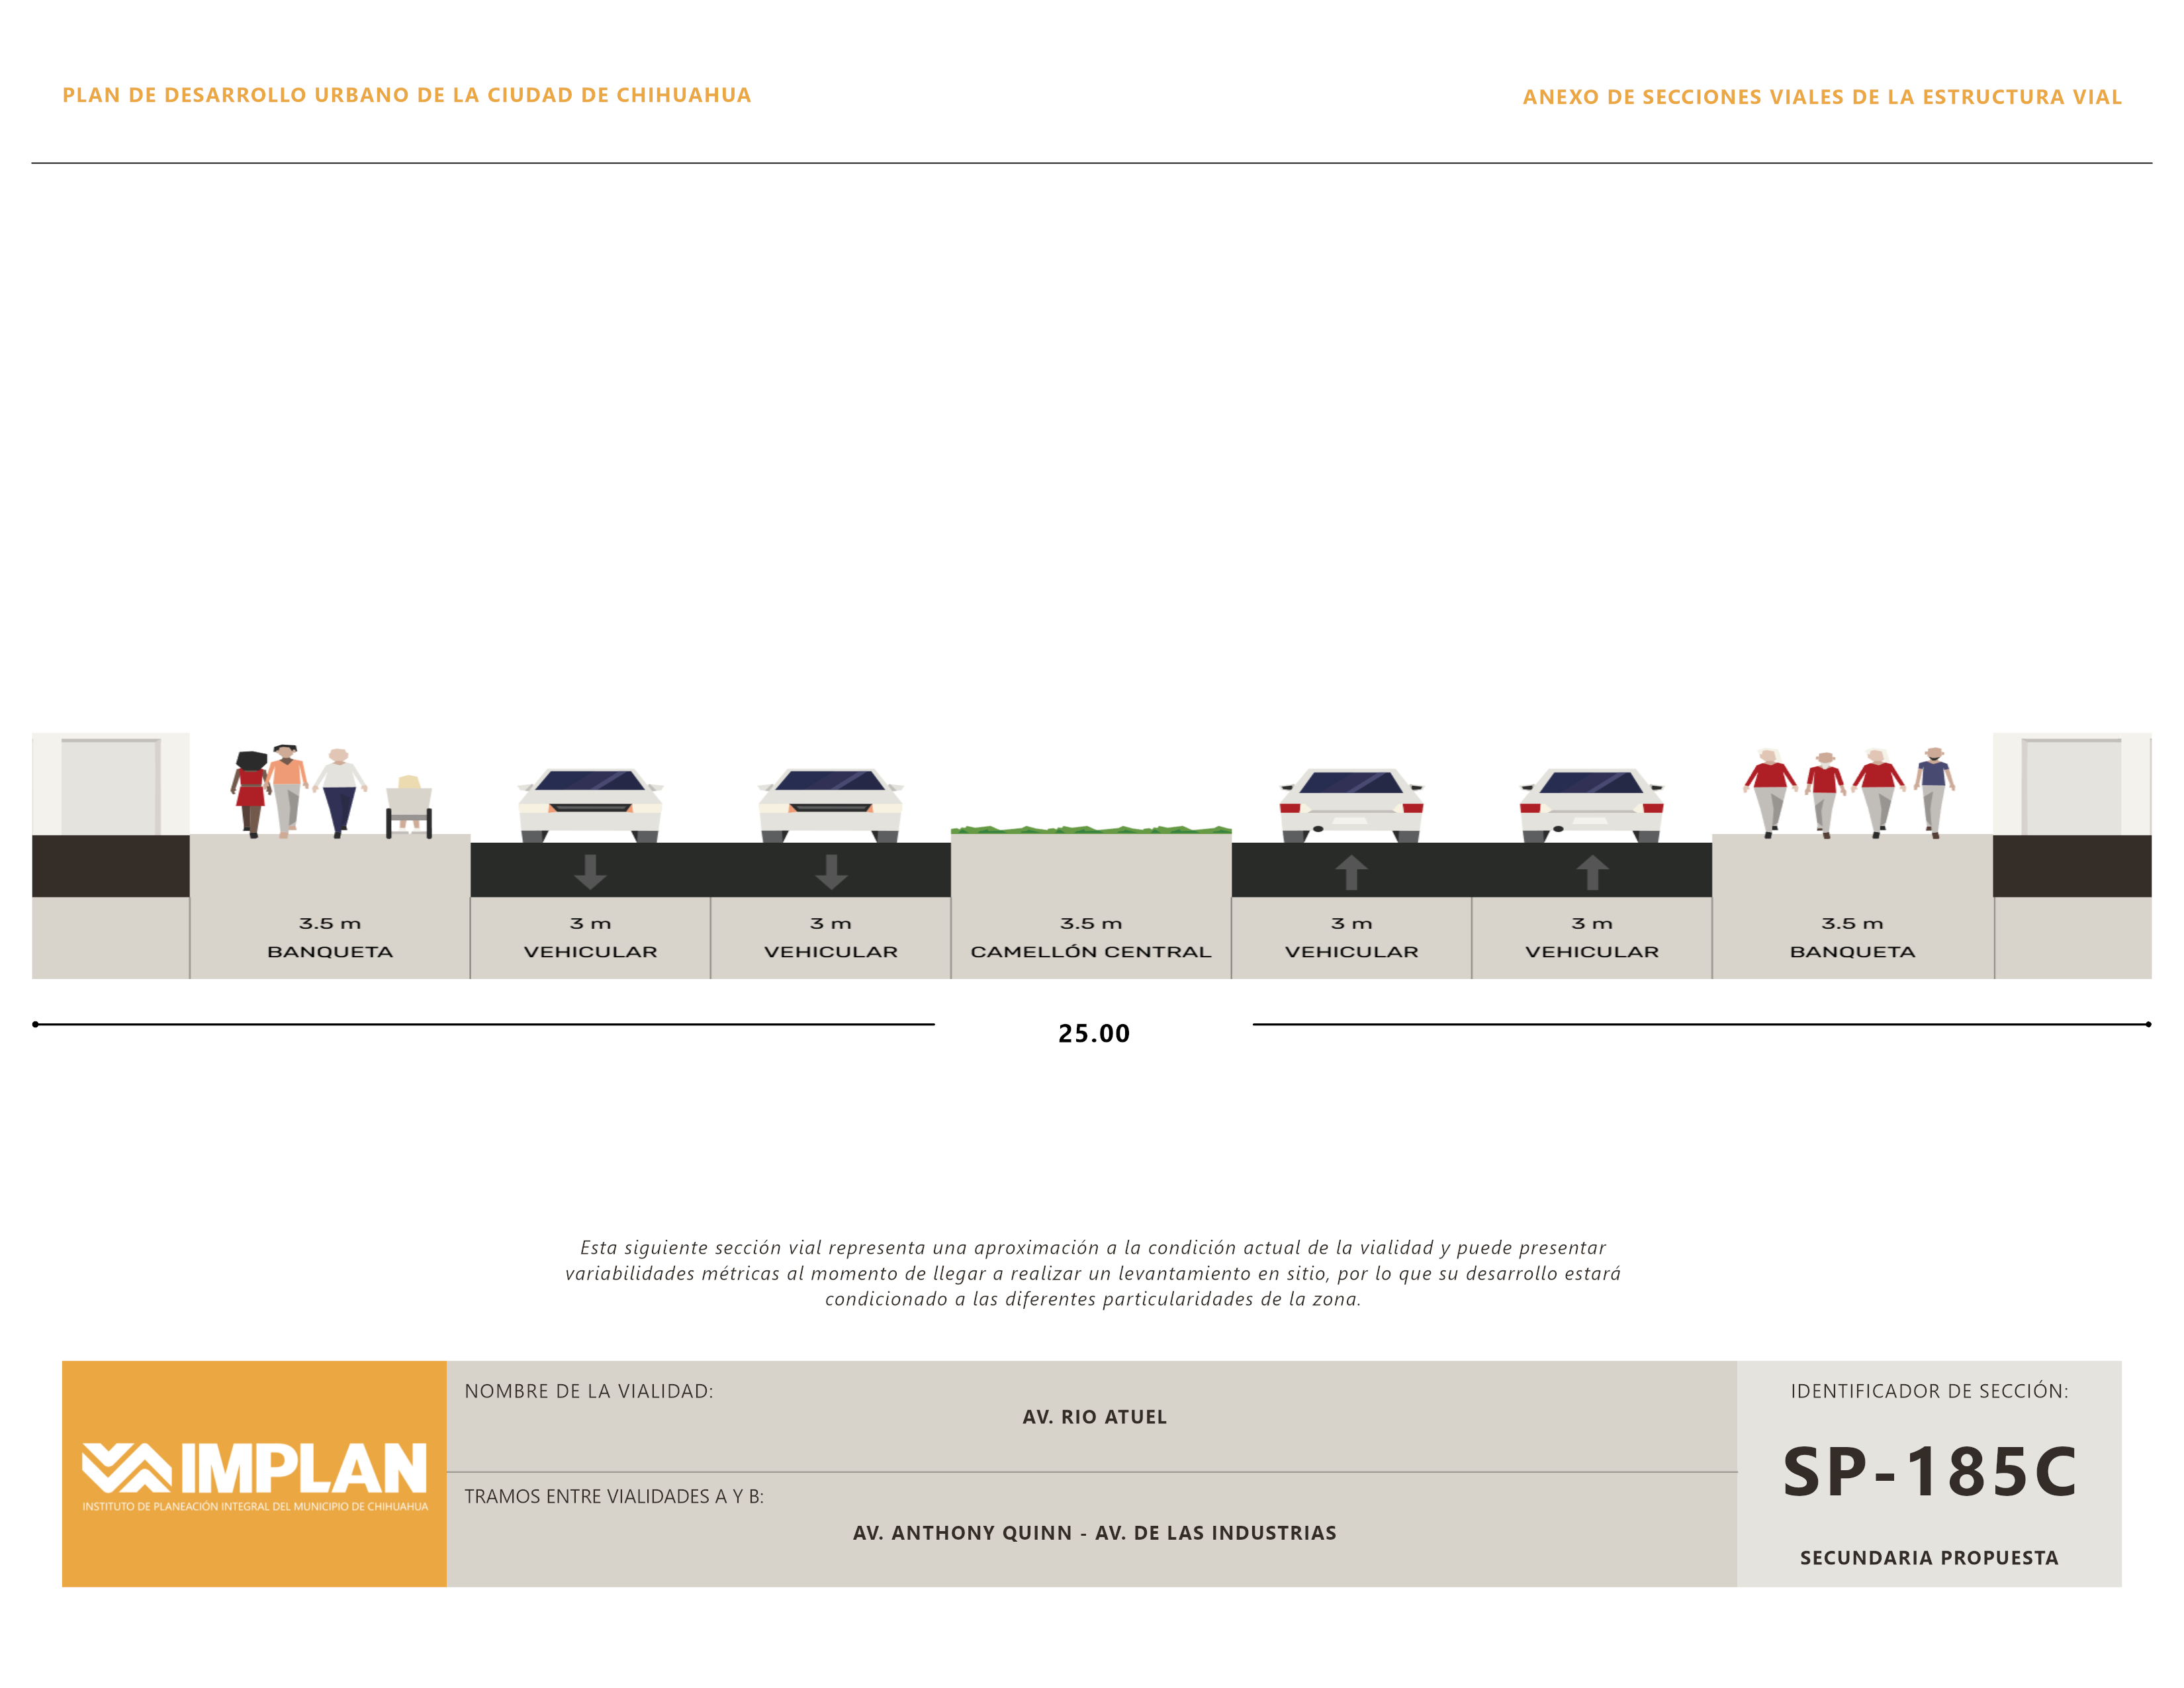 PLAN DE DESARROLLO URBANO DE LA CIUDAD DE CHIHUAHUA
ANEXO DE SECCIONES VIALES DE LA ESTRUCTURA VIAL
3.5 m
BANQUETA
3 m
VEHICULAR
3 m
VEHICULAR
3.5 m
CAMELLÓN CENTRAL
3 m
VEHICULAR
3 m
VEHICULAR
3.5 m
BANQUETA
25.00
Esta siguiente sección vial representa una aproximación a la condición actual de la vialidad y puede presentar
variabilidades métricas al momento de llegar a realizar un levantamiento en sitio, por lo que su desarrollo estará
condicionado a las diferentes particularidades de la zona.
IMPLAN
INSTITUTO DE PLANEACIÓN INTEGRAL DEL MUNICIPIO DE CHIHUAHUA
NOMBRE DE LA VIALIDAD:
AV. RIO ATUEL
TRAMOS ENTRE VIALIDADES A Y B:
AV. ANTHONY QUINN - AV. DE LAS INDUSTRIAS
IDENTIFICADOR DE SECCIÓN:
SP-185C
SECUNDARIA PROPUESTA